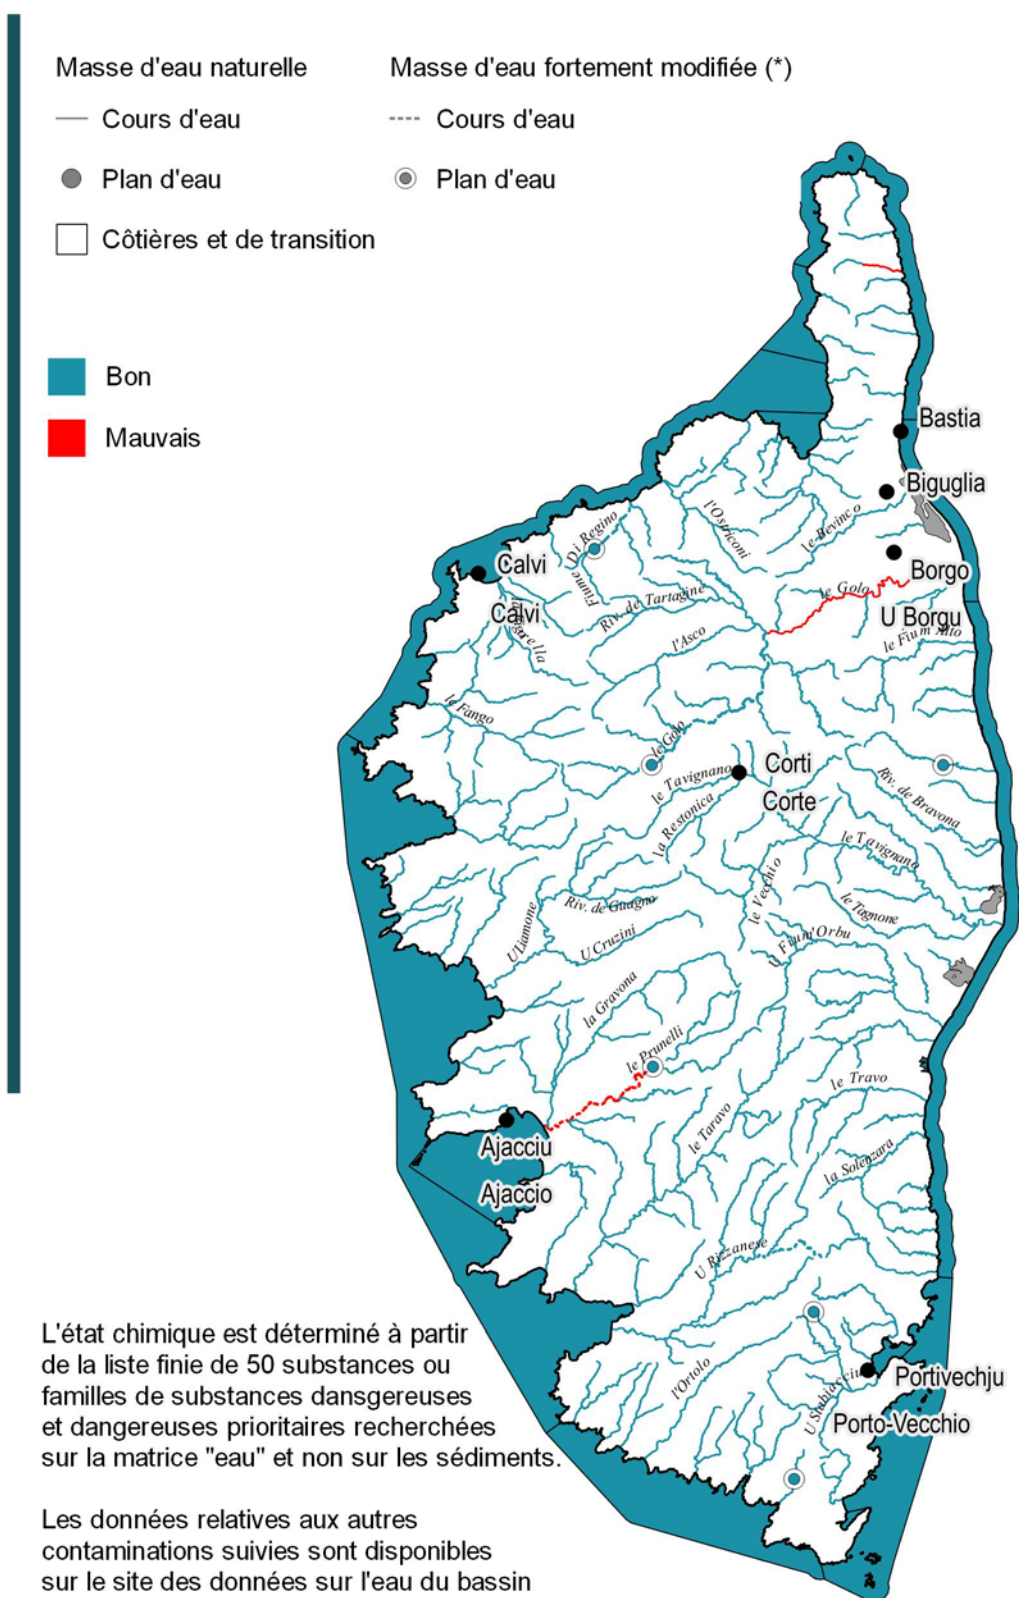 Masse d'eau naturelle
Masse d'eau fortement modifiée (*)
Cours d'eau
Cours d'eau
Plan d'eau
Plan d'eau
Côtières et de transition
Bon
Mauvais
Bastia
Biguglia
l'Ostriconi
le Bevinco
Fiume Di Regino
Calvi
Borgo
le Golo
Calvi
Riv. de Tartagine
U Borgu
le Fium'Alto
l'Asco
le Fango
le Golo
Corti
le Tavignano
Corte
la Restonica
Riv. de Bravona
le Tavignano
le Vecchio
Riv. de Guagno
le Tagnone
U Liamone
U Cruzini
U Fium'Orbu
la Gravona
le Prunelli
le Travo
le Taravo
Ajacciu
la Solenzara
Ajaccio
U Rizzanese
L'état chimique est déterminé à partir
de la liste finie de 50 substances ou
familles de substances dansgereuses
et dangereuses prioritaires recherchées
sur la matrice "eau" et non sur les sédiments.
l'Ortolo
U Stabiacciu
Portivechju
Porto-Vecchio
Les données relatives aux autres
contaminations suivies sont disponibles
sur le site des données sur l'eau du bassin